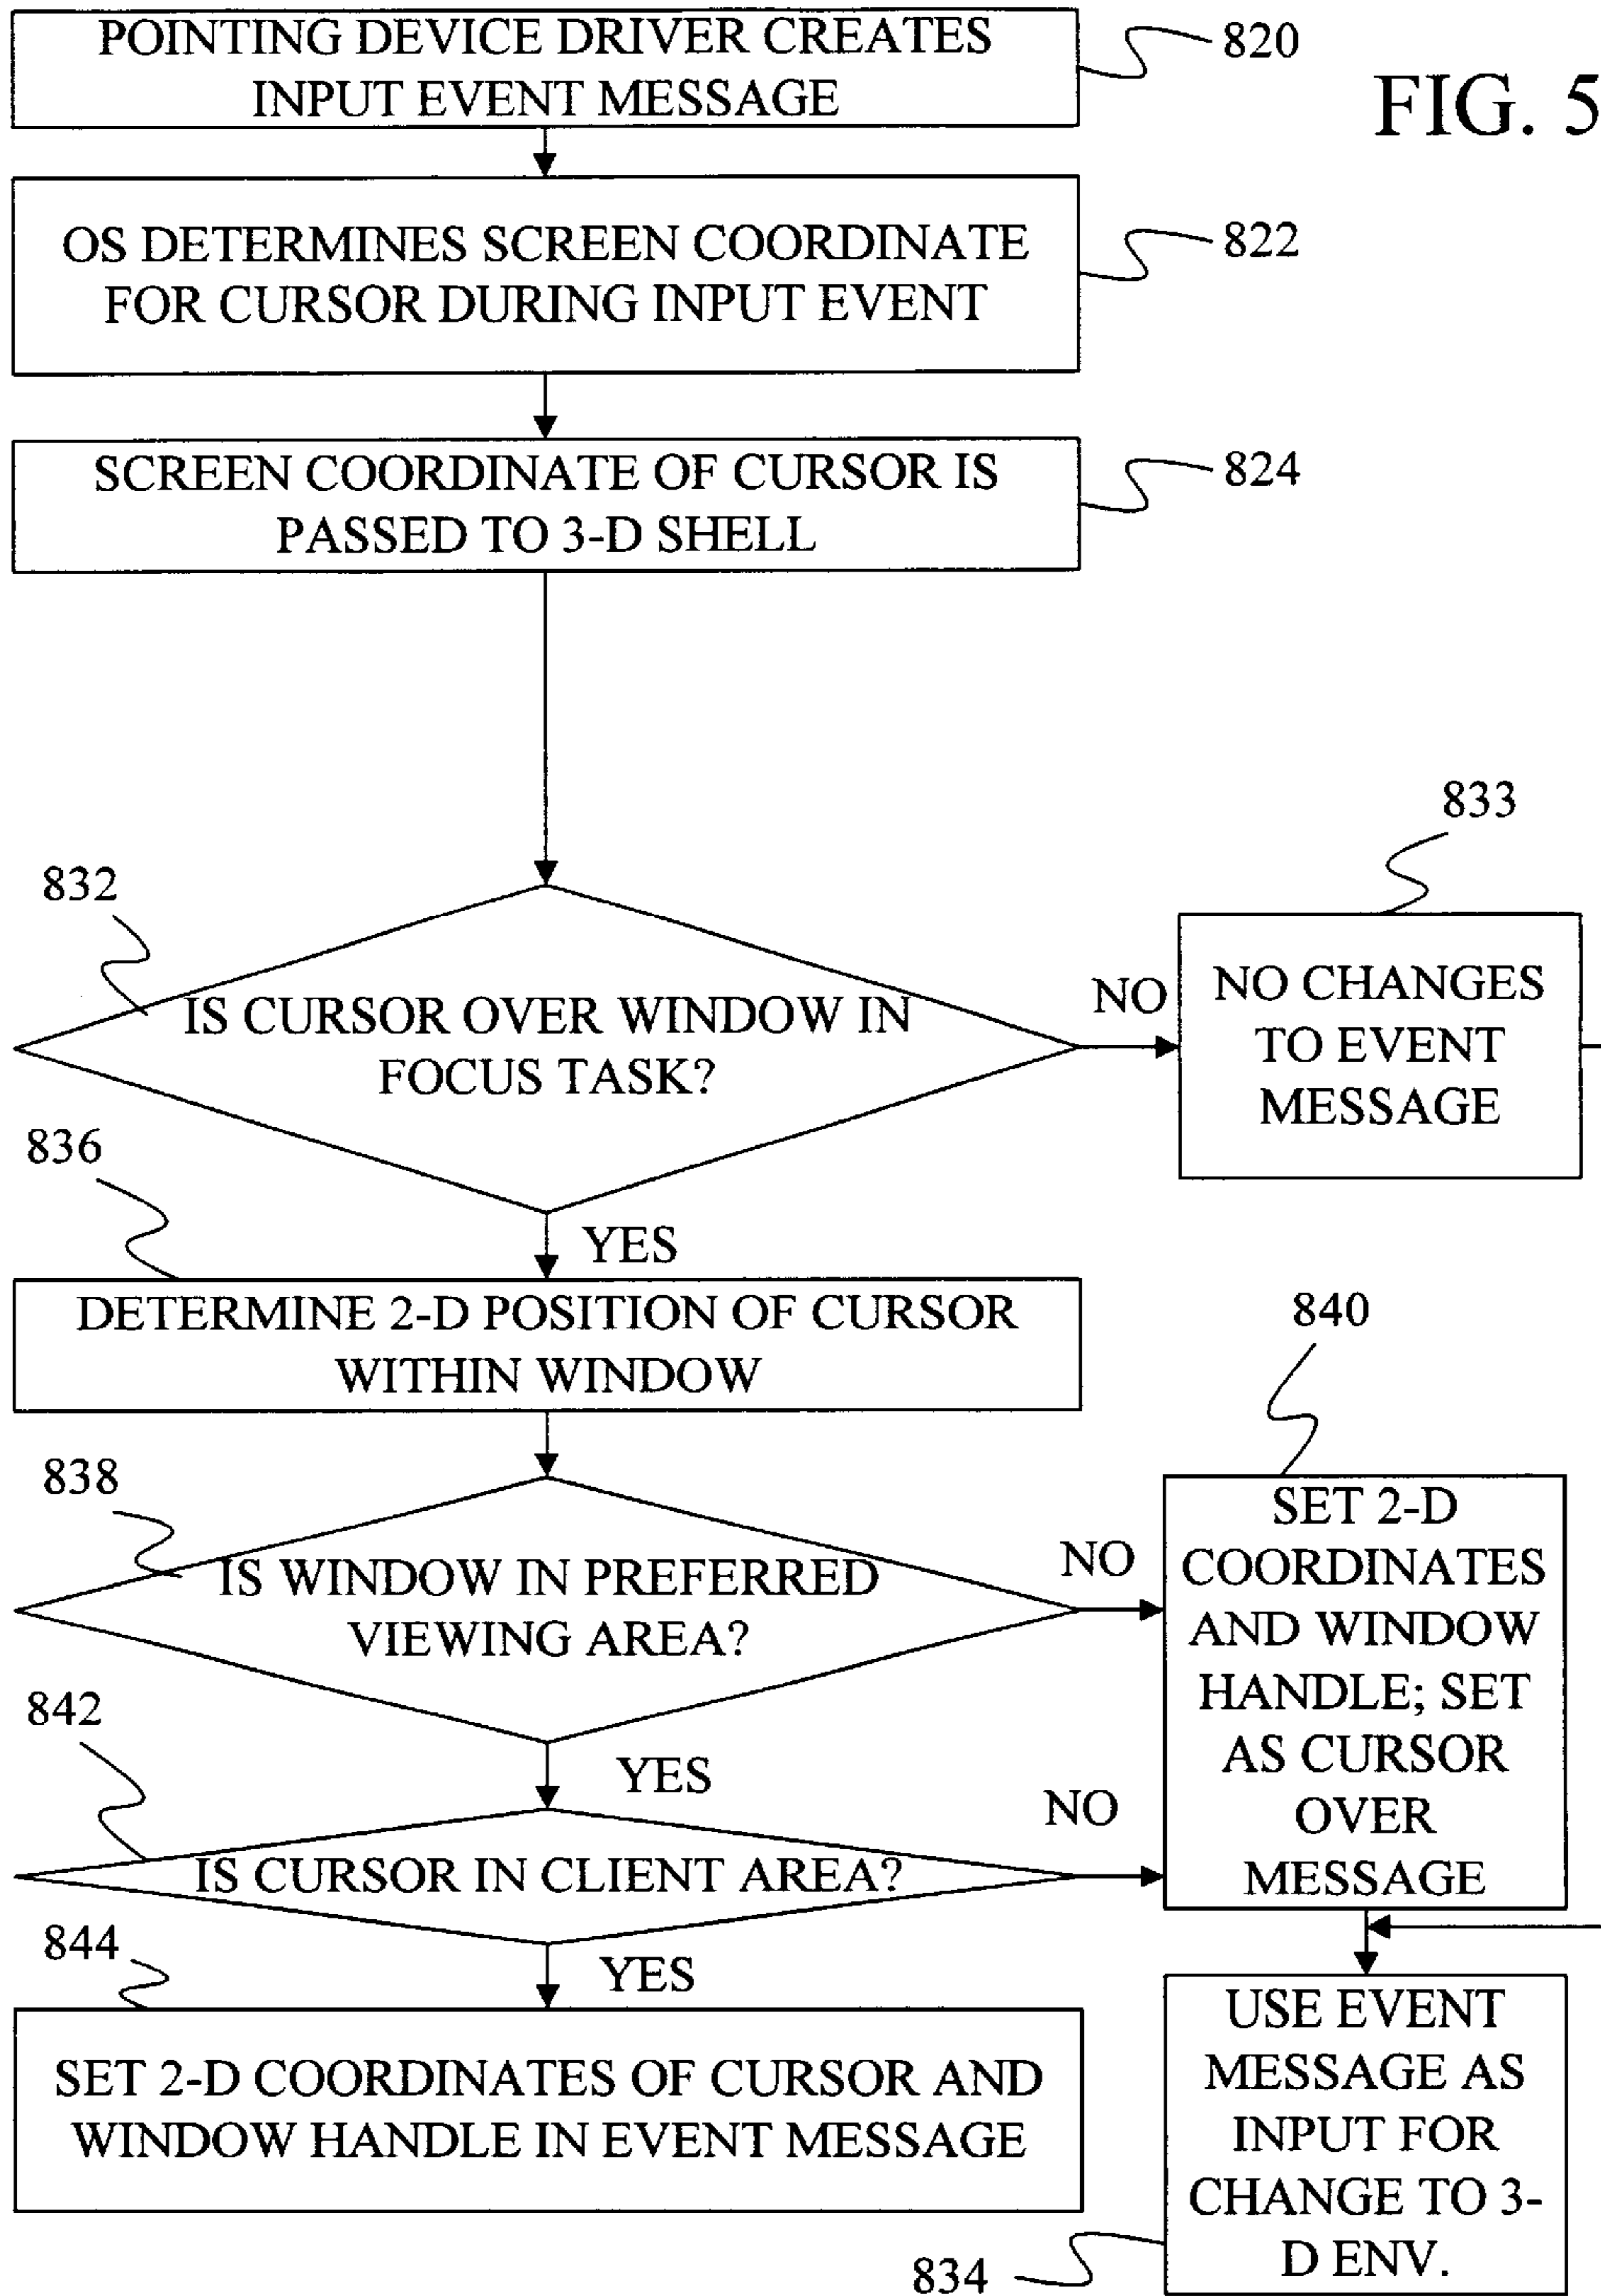 POINTING DEVICE DRIVER CREATES
INPUT EVENT MESSAGE
820
FIG. 5
OS DETERMINES SCREEN COORDINATE
FOR CURSOR DURING INPUT EVENT
822
SCREEN COORDINATE OF CURSOR IS
PASSED TO 3-D SHELL
824
832
IS CURSOR OVER WINDOW IN
FOCUS TASK?
NO
833
NO CHANGES
TO EVENT
MESSAGE
YES
836
DETERMINE 2-D POSITION OF CURSOR
WITHIN WINDOW
838
IS WINDOW IN PREFERRED
VIEWING AREA?
NO
840
SET 2-D
COORDINATES
AND WINDOW
HANDLE; SET
AS CURSOR
OVER
MESSAGE
YES
842
IS CURSOR IN CLIENT AREA?
NO
YES
844
SET 2-D COORDINATES OF CURSOR AND
WINDOW HANDLE IN EVENT MESSAGE
USE EVENT
MESSAGE AS
INPUT FOR
CHANGE TO 3-
D ENV.
834